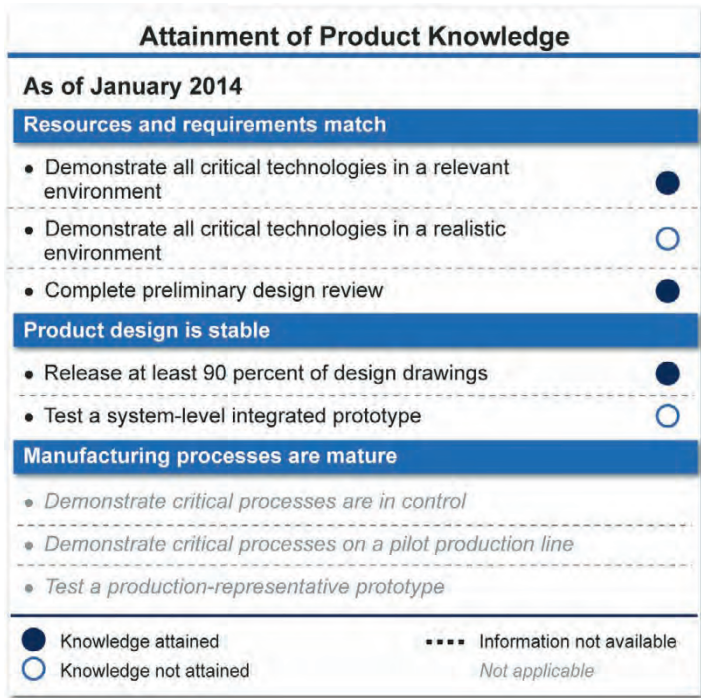 Attainment of Product Knowledge
As of January 2014
Resources and requirements match
• Demonstrate all critical technologies in a relevant
environment
• Demonstrate all critical technologies in a realistic
environment
• Complete preliminary design review
Product design is stable
• Release at least 90 percent of design drawings
• Test a system-level integrated prototype
Manufacturing processes are mature
• Demonstrate critical processes are in control
• Demonstrate critical processes on a pilot production line
• Test a production-representative prototype
Knowledge attained
Information not available
Knowledge not attained
Not applicable